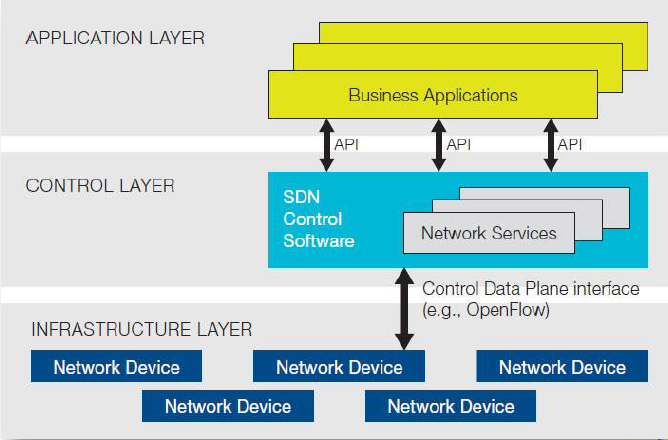 APPLICATION LAYER
Business Applications
API API API
CONTROL LAYER
SDN
Control
Software
Network Services
Control Data Plane interface
(e.g., OpenFlow)
INFRASTRUCTURE LAYER
Network Device Network Device Network Device
Network Device Network Device